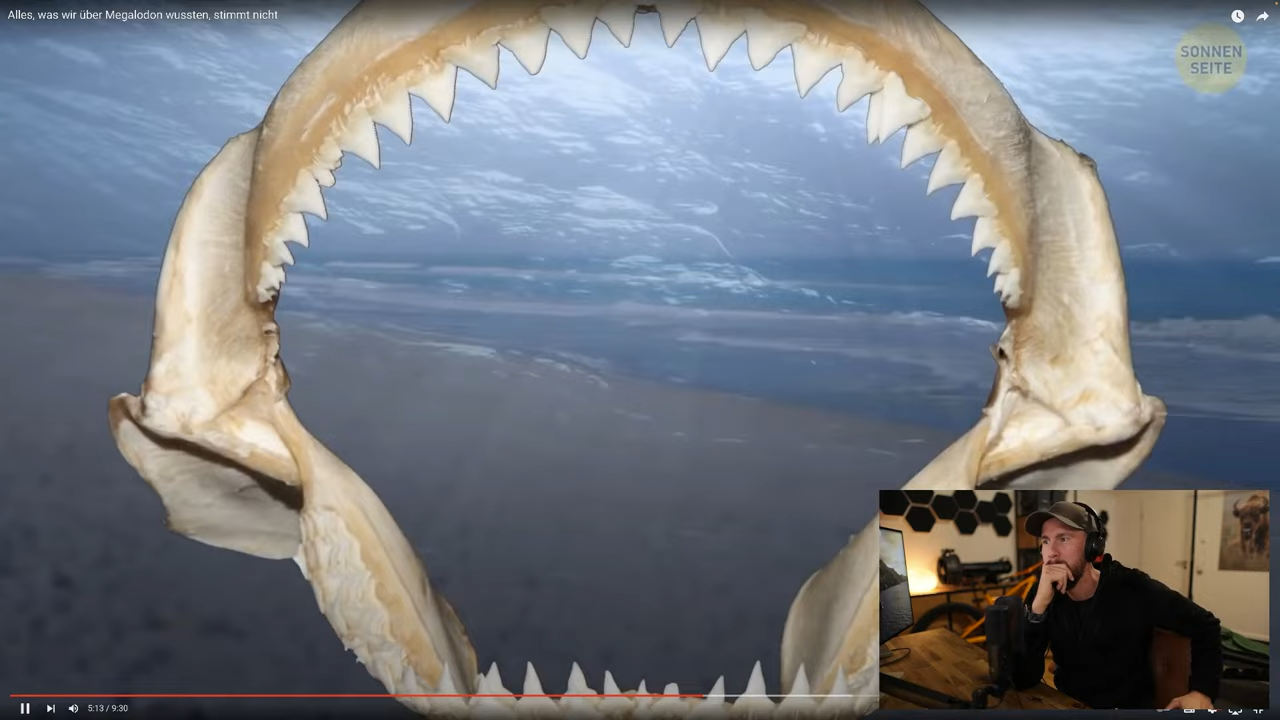 Alles, was wir über Megalodon wussten, stimmt nicht
SONNEN
SEITE
5:13 / 9:30